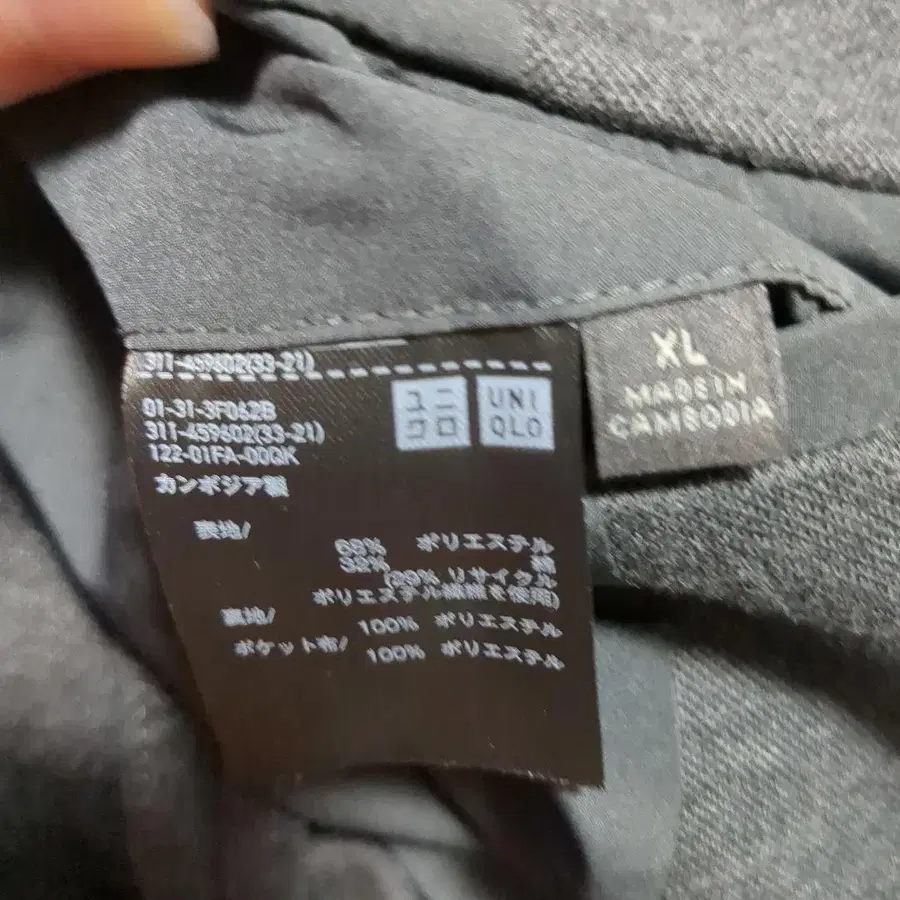 311-459602(33-21)
ユニクロ
UNIQLO
01-31-3F062B
311-459602(33-21)
122-01FA-00QK
カンボジア製
表地/
68% ポリエステル
32% 綿
リサイクル
ポリエステル繊維を使用)
裏地/
100% ポリエステル
ポケット布/
100% ポリエステル
XL
MADE IN
CAMBODIA